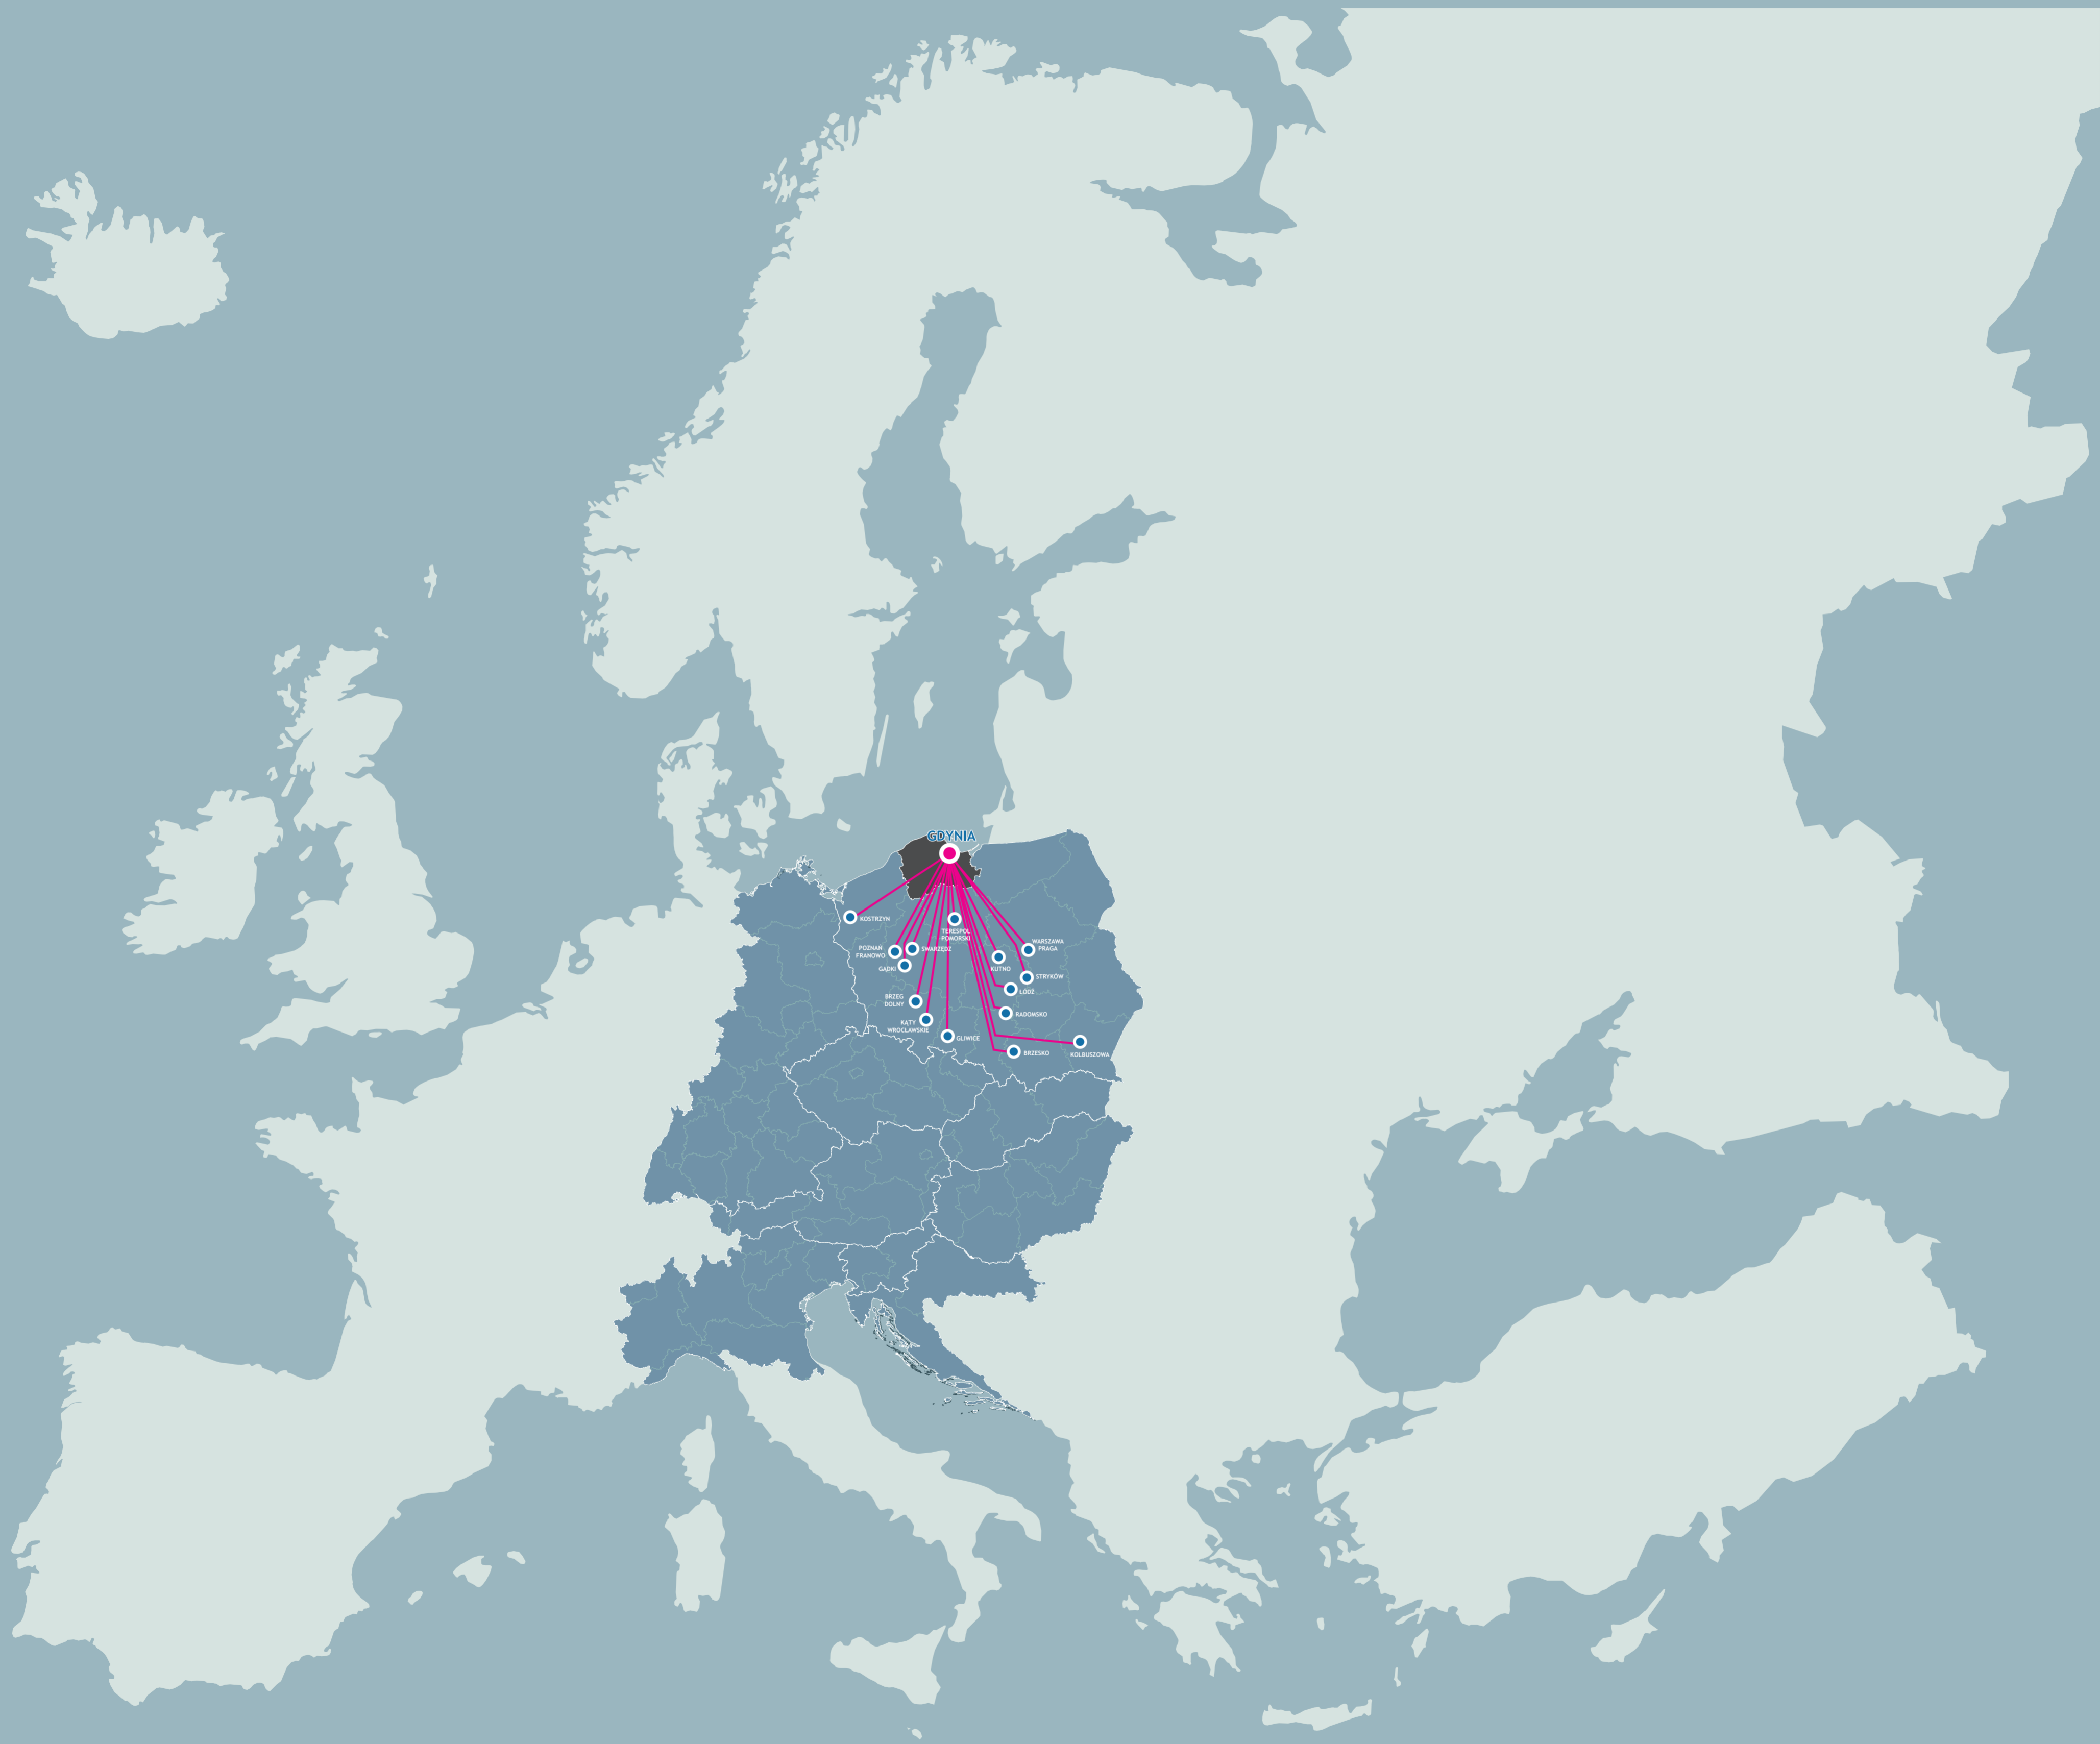 GDYNIA
KOSTRZYN
TERESPOL
POMORSKI
POZNAŃ
FRANOWO
SWARZĘDZ
WARSZAWA
PRAGA
GĄDKI
KUTNO
STRYKÓW
ŁÓDŹ
BRZEG
DOLNY
RADOMSKO
KĄTY
WROCŁAWSKIE
GLIWICE
BRZESKO
KOLBUSZOWA